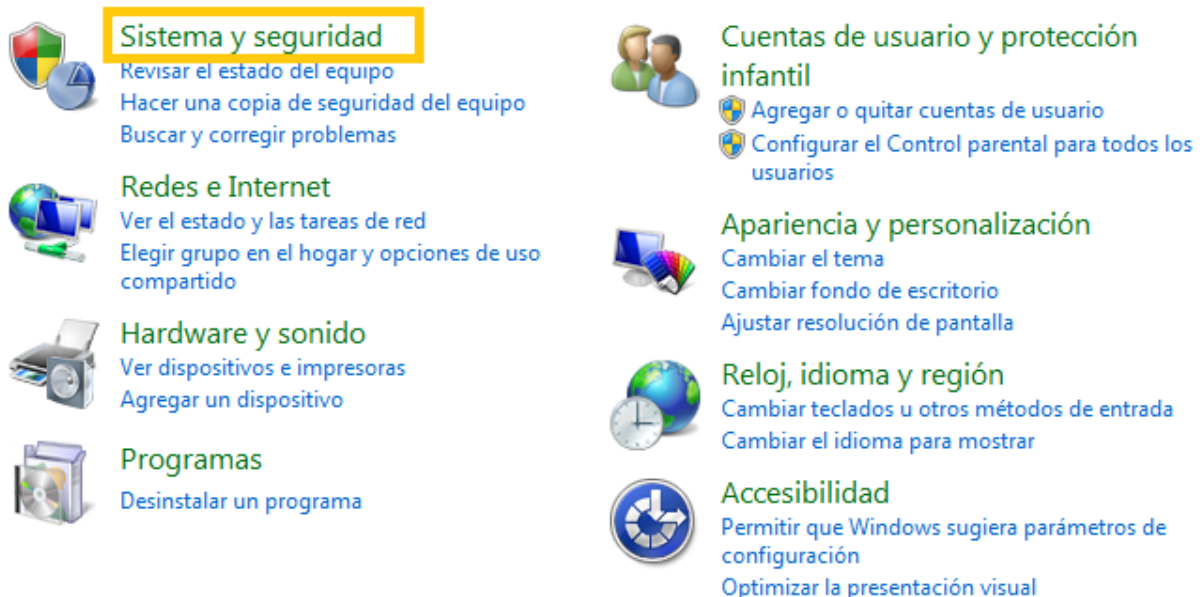 Sistema y seguridad
Revisar el estado del equipo
Hacer una copia de seguridad del equipo
Buscar y corregir problemas
Redes e Internet
Ver el estado y las tareas de red
Elegir grupo en el hogar y opciones de uso
compartido
Hardware y sonido
Ver dispositivos e impresoras
Agregar un dispositivo
Programas
Desinstalar un programa
Cuentas de usuario y protección
infantil
Agregar o quitar cuentas de usuario
Configurar el Control parental para todos los
usuarios
Apariencia y personalización
Cambiar el tema
Cambiar fondo de escritorio
Ajustar resolución de pantalla
Reloj, idioma y región
Cambiar teclados u otros métodos de entrada
Cambiar el idioma para mostrar
Accesibilidad
Permitir que Windows sugiera parámetros de
configuración
Optimizar la presentación visual